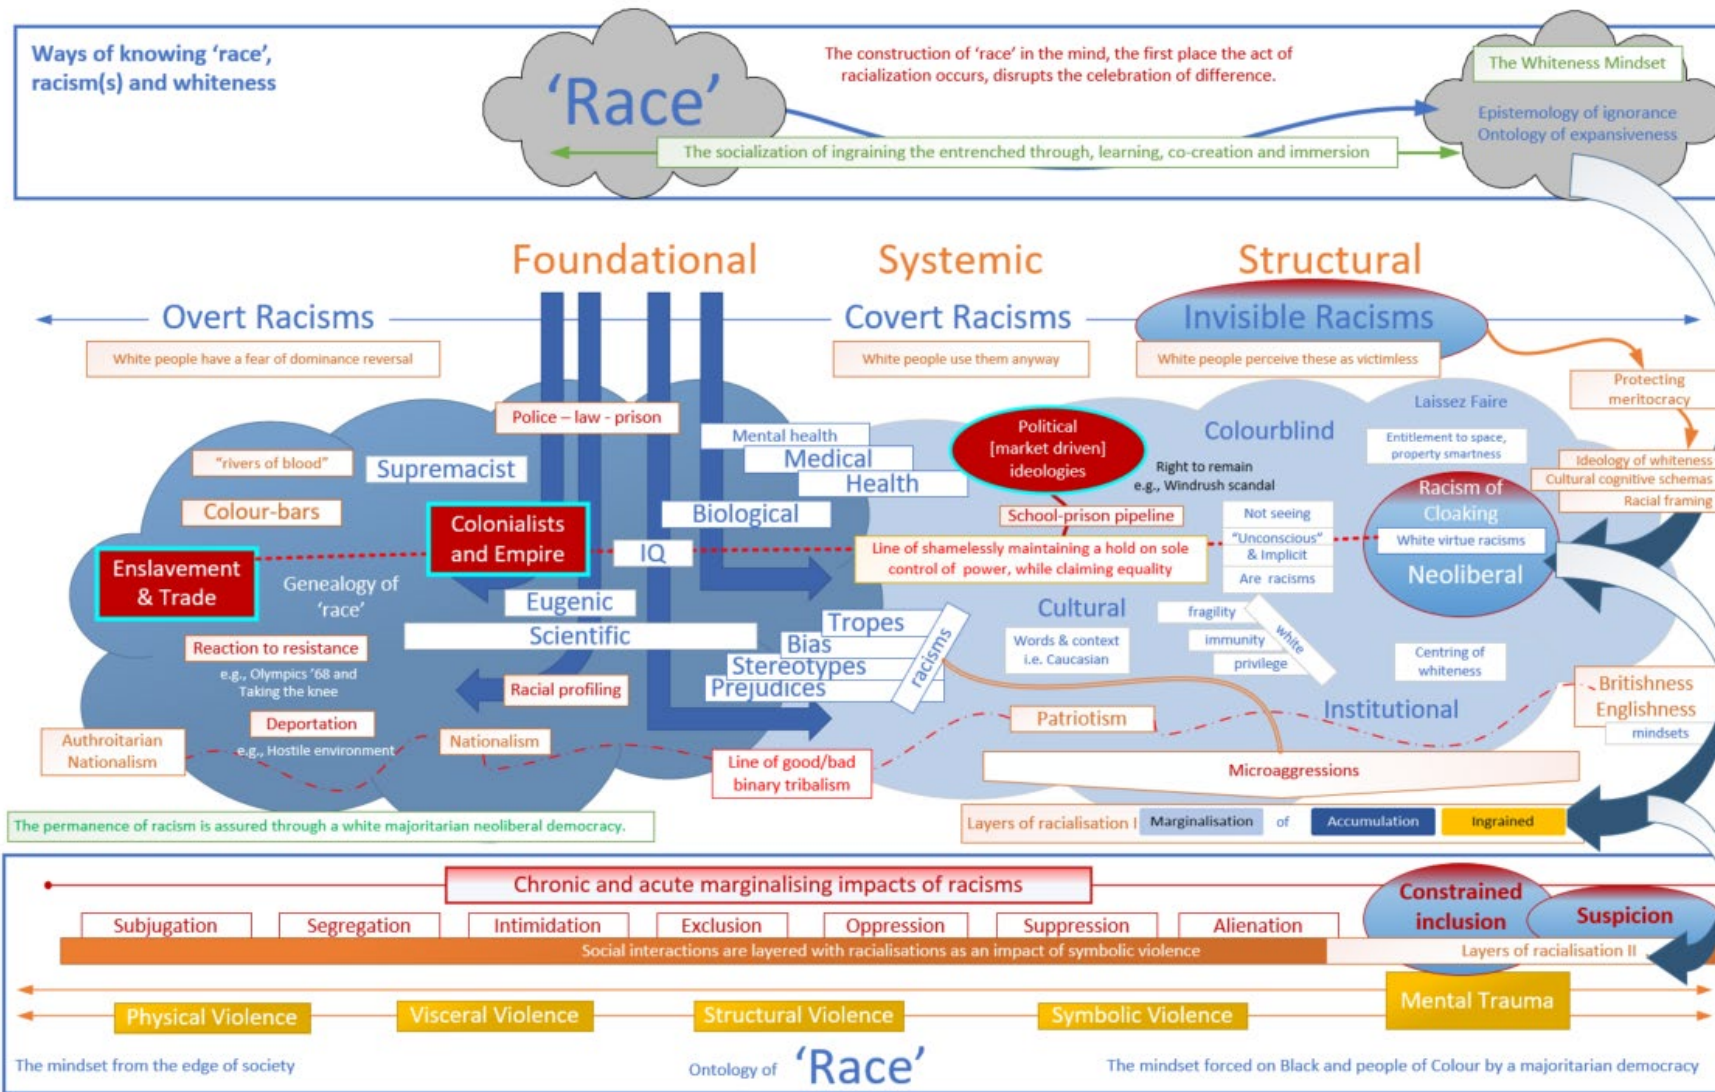 Ways of knowing ‘race’,
racism(s) and whiteness
‘Race’
The construction of ‘race’ in the mind, the first place the act of
racialization occurs, disrupts the celebration of difference.
The Whiteness Mindset
Epistemology of ignorance
Ontology of expansiveness
The socialization of ingraining the entrenched through, learning, co-creation and immersion
Foundational
Systemic
Structural
Overt Racisms
Covert Racisms
Invisible Racisms
White people have a fear of dominance reversal
White people use them anyway
White people perceive these as victimless
Protecting
meritocracy
Ideology of whiteness
Cultural cognitive schemas
Racial framing
Police – law - prison
“rivers of blood”
Supremacist
Colour-bars
Colonialists
and Empire
Enslavement
& Trade
Genealogy of
‘race’
Mental health
Medical
Health
Biological
IQ
Eugenic
Scientific
Reaction to resistance
e.g., Olympics ’68 and
Taking the knee
Racial profiling
Deportation
e.g., Hostile environment
Authroitarian
Nationalism
Nationalism
Tropes
Bias
Stereotypes
Prejudices
racisms
Line of good/bad
binary tribalism
Political
[market driven]
ideologies
Colourblind
Laissez Faire
Entitlement to space,
property smartness
Right to remain
e.g., Windrush scandal
School-prison pipeline
Line of shamelessly maintaining a hold on sole
control of power, while claiming equality
Not seeing
“Unconscious”
& Implicit
Are racisms
Racism of
Cloaking
White virtue racisms
Neoliberal
Cultural
Words & context
i.e. Caucasian
fragility
immunity
privilege
white
Centring of
whiteness
Institutional
Patriotism
Britishness
Englishness
mindsets
Microaggressions
The permanence of racism is assured through a white majoritarian neoliberal democracy.
Layers of racialisation I
Marginalisation
of
Accumulation
Ingrained
Chronic and acute marginalising impacts of racisms
Constrained
inclusion
Suspicion
Subjugation
Segregation
Intimidation
Exclusion
Oppression
Suppression
Alienation
Social interactions are layered with racialisations as an impact of symbolic violence
Layers of racialisation II
Physical Violence
Visceral Violence
Structural Violence
Symbolic Violence
Mental Trauma
The mindset from the edge of society
Ontology of ‘Race’
The mindset forced on Black and people of Colour by a majoritarian democracy